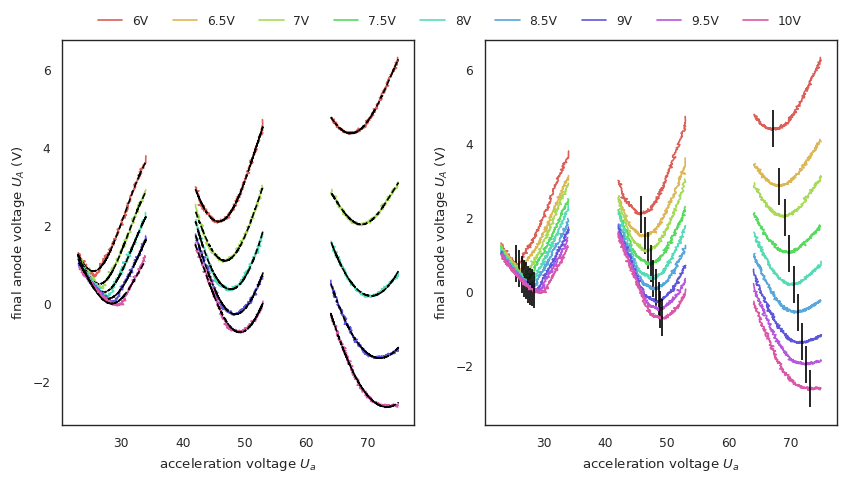 6V 6.5V 7V 7.5V 8V 8.5V 9V 9.5V 10V
final anode voltage U_A (V)
6
4
2
0
−2
30 40 50 60 70
acceleration voltage U_a
final anode voltage U_A (V)
6
4
2
0
−2
30 40 50 60 70
acceleration voltage U_a